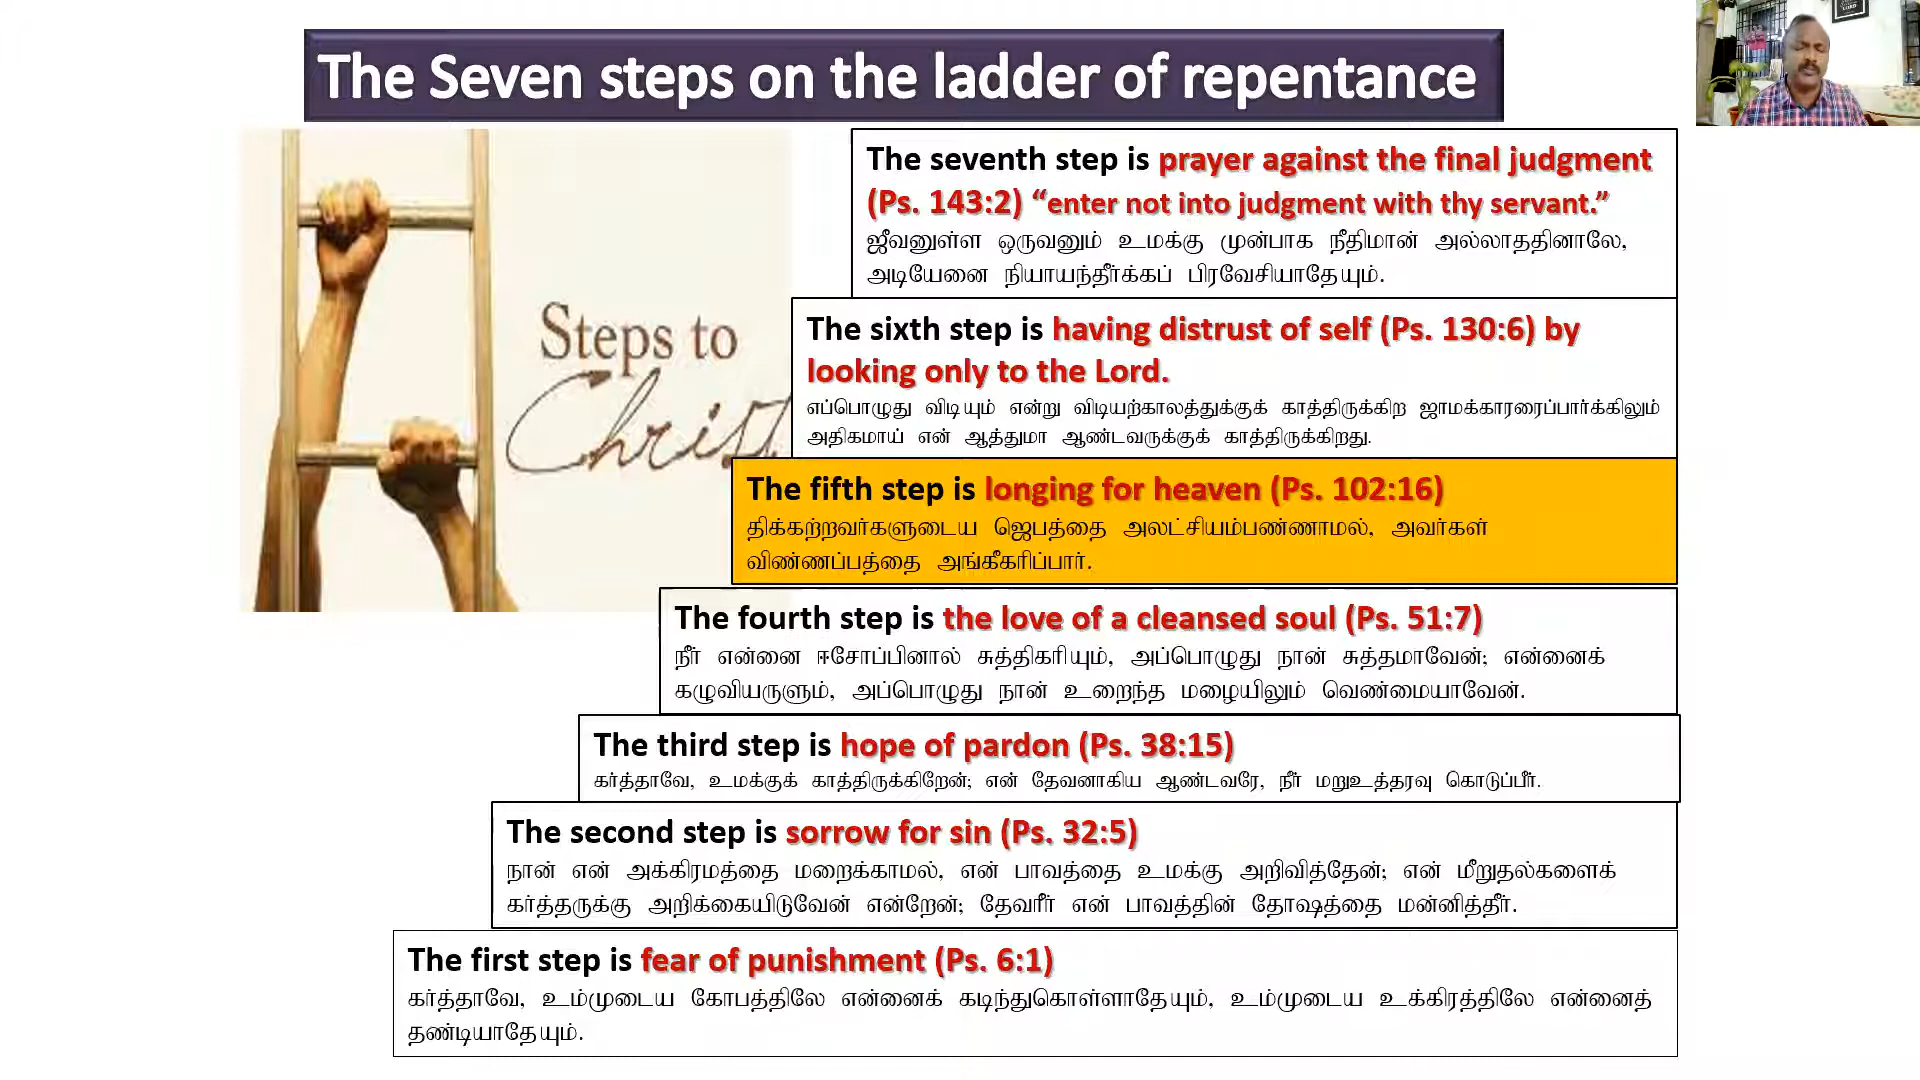 The Seven steps on the ladder of repentance
Steps to
Christ
The seventh step is prayer against the final judgment
(Ps. 143:2) “enter not into judgment with thy servant.”
ஜீவனுள்ள ஒருவனும் உமக்கு முன்பாக நீதிமான் அல்லாததினாலே,
அடியேனை நியாயந்தீர்க்கப் பிரவேசியாதேயும்.
The sixth step is having distrust of self (Ps. 130:6) by
looking only to the Lord.
எப்பொழுது விடியும் என்று விடியற்காலத்துக்குக் காத்திருக்கிற ஜாமக்காரரைப்பார்க்கிலும்
அதிகமாய் என் ஆத்துமா ஆண்டவருக்குக் காத்திருக்கிறது.
The fifth step is longing for heaven (Ps. 102:16)
திக்கற்றவர்களுடைய ஜெபத்தை அலட்சியம்பண்ணாமல், அவர்கள்
விண்ணப்பத்தை அங்கீகரிப்பார்.
The fourth step is the love of a cleansed soul (Ps. 51:7)
நீர் என்னை ஈசோப்பினால் சுத்திகரியும், அப்பொழுது நான் சுத்தமாவேன்; என்னைக்
கழுவியருளும், அப்பொழுது நான் உறைந்த மழையிலும் வெண்மையாவேன்.
The third step is hope of pardon (Ps. 38:15)
கர்த்தாவே, உமக்குக் காத்திருக்கிறேன்; என் தேவனாகிய ஆண்டவரே, நீர் மறுஉத்தரவு கொடுப்பீர்.
The second step is sorrow for sin (Ps. 32:5)
நான் என் அக்கிரமத்தை மறைக்காமல், என் பாவத்தை உமக்கு அறிவித்தேன்; என் மீறுதல்களைக்
கர்த்தருக்கு அறிக்கையிடுவேன் என்றேன்; தேவரீர் என் பாவத்தின் தோஷத்தை மன்னித்தீர்.
The first step is fear of punishment (Ps. 6:1)
கர்த்தாவே, உம்முடைய கோபத்திலே என்னைக் கடிந்துகொள்ளாதேயும், உம்முடைய உக்கிரத்திலே என்னைத்
தண்டியாதேயும்.